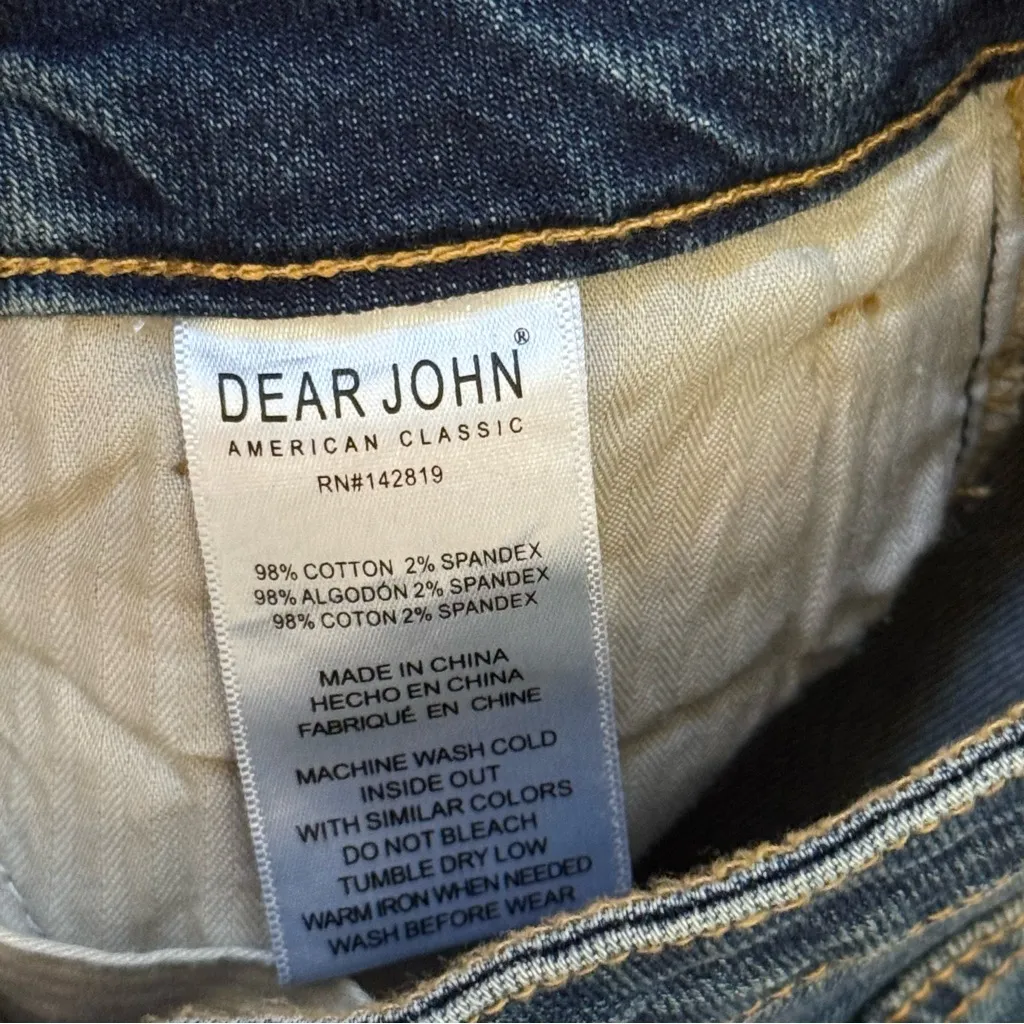 DEAR JOHN®
AMERICAN CLASSIC
RN#142819
98% COTTON 2% SPANDEX
98% ALGODÓN 2% SPANDEX
98% COTON 2% SPANDEX
MADE IN CHINA
HECHO EN CHINA
FABRIQUÉ EN CHINE
MACHINE WASH COLD
INSIDE OUT
WITH SIMILAR COLORS
DO NOT BLEACH
TUMBLE DRY LOW
WARM IRON WHEN NEEDED
WASH BEFORE WEAR